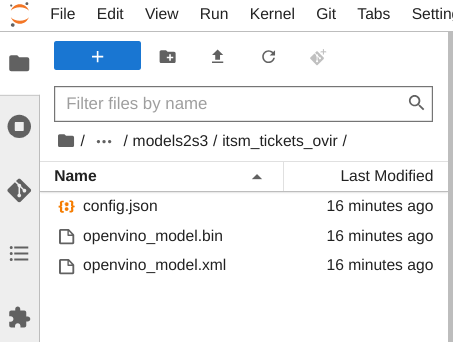 File Edit View Run Kernel Git Tabs
Filter files by name
/ ··· / models2s3 / itsm_tickets_ovir /
Name Last Modified
config.json 16 minutes ago
openvino_model.bin 16 minutes ago
openvino_model.xml 16 minutes ago